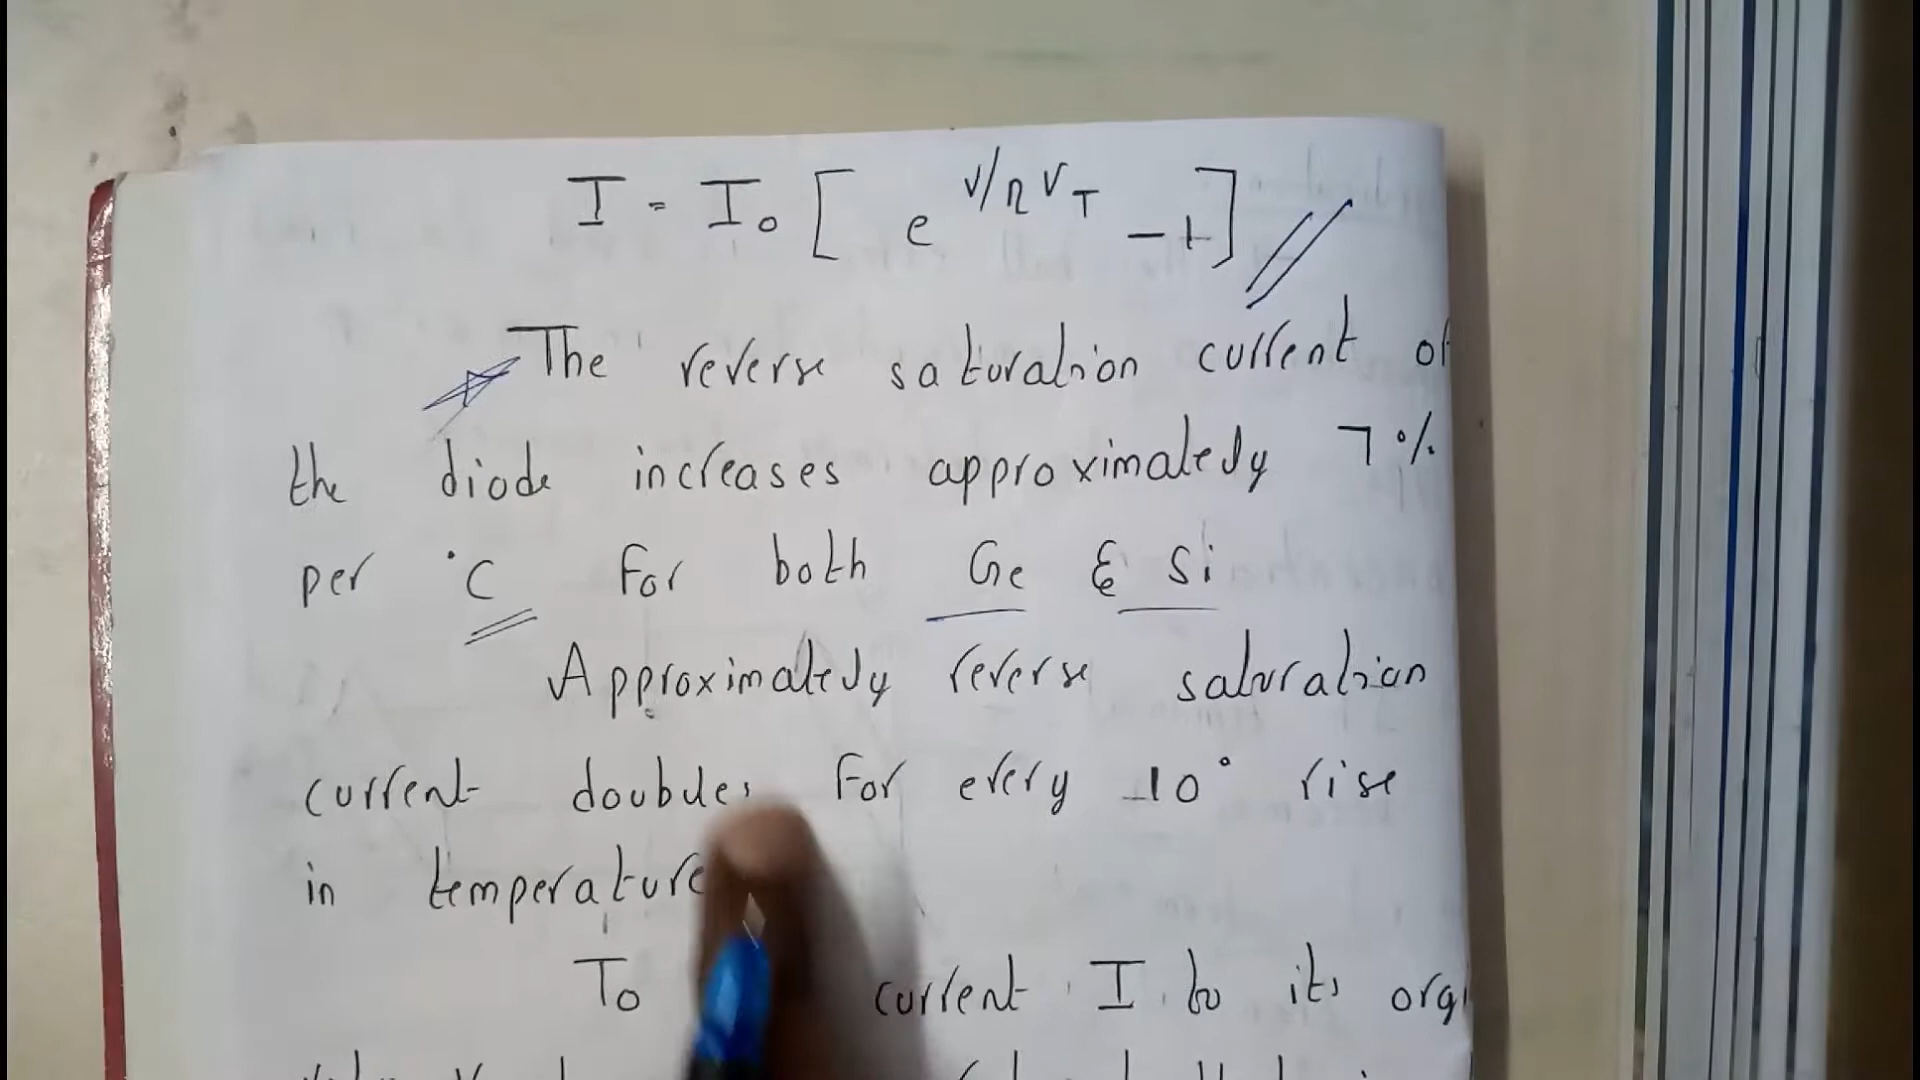 I = I₀ [ e^{V/ηV_T} - 1 ]
The reverse saturation current of
the diode increases approximately 7%
per °C For both Ge & Si
Approximately reverse saturation
current doubles For every 10° rise
in temperature
To current I to its